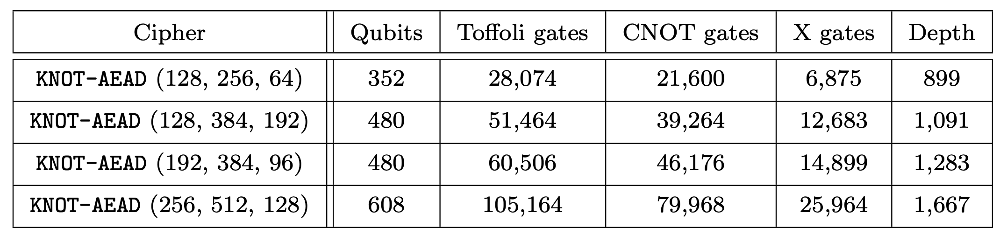 Cipher Qubits Toffoli gates CNOT gates X gates Depth
KNOT-AEAD (128, 256, 64) 352 28,074 21,600 6,875 899
KNOT-AEAD (128, 384, 192) 480 51,464 39,264 12,683 1,091
KNOT-AEAD (192, 384, 96) 480 60,506 46,176 14,899 1,283
KNOT-AEAD (256, 512, 128) 608 105,164 79,968 25,964 1,667